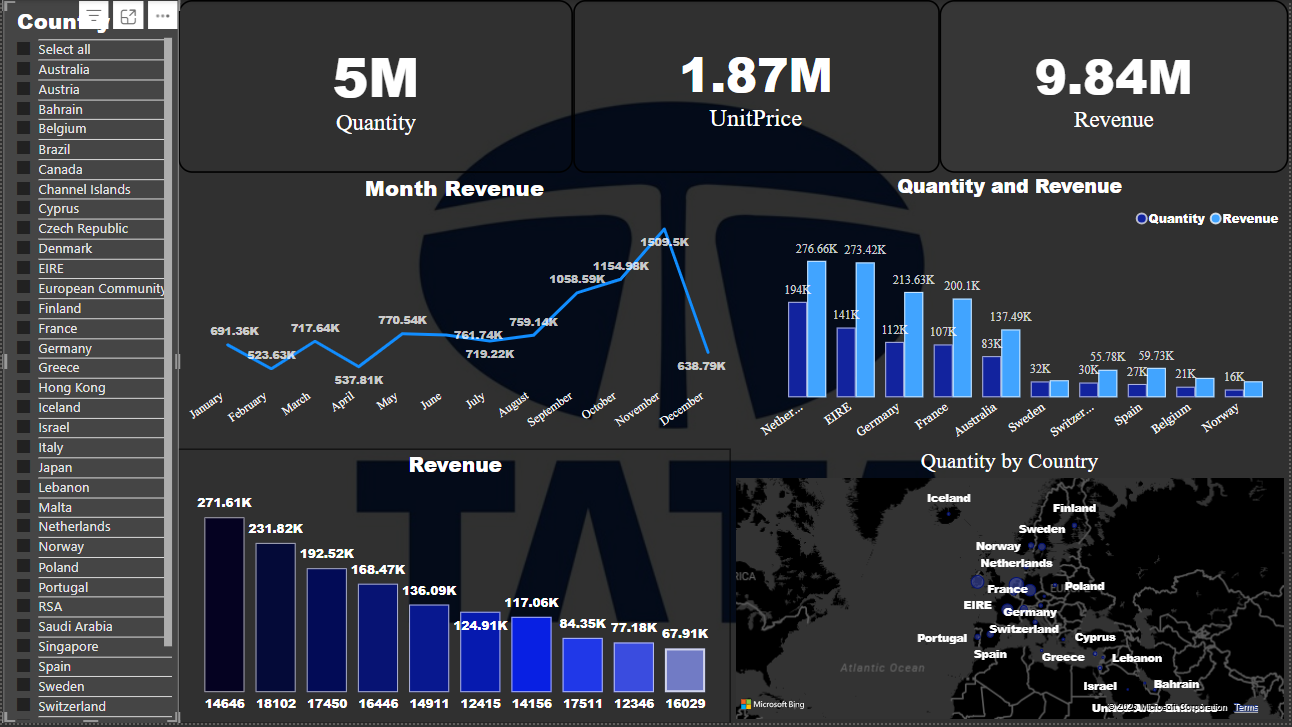 Country
Select all
Australia
Austria
Bahrain
Belgium
Brazil
Canada
Channel Islands
Cyprus
Czech Republic
Denmark
EIRE
European Community
Finland
France
Germany
Greece
Hong Kong
Iceland
Israel
Italy
Japan
Lebanon
Malta
Netherlands
Norway
Poland
Portugal
RSA
Saudi Arabia
Singapore
Spain
Sweden
Switzerland
5M
Quantity
1.87M
UnitPrice
9.84M
Revenue
Month Revenue
691.36K
523.63K
717.64K
537.81K
770.54K
761.74K
719.22K
759.14K
1058.59K
1154.98K
1509.5K
638.79K
January
February
March
April
May
June
July
August
September
October
November
December
Quantity and Revenue
Quantity Revenue
194K 276.66K
141K 273.42K
112K 213.63K
107K 200.1K
83K 137.49K
32K
30K 55.78K
27K 59.73K
21K
16K
Nether...
EIRE
Germany
France
Australia
Sweden
Switzer...
Spain
Belgium
Norway
Revenue
271.61K
231.82K
192.52K
168.47K
136.09K
124.91K
117.06K
84.35K
77.18K
67.91K
14646 18102 17450 16446 14911 12415 14156 17511 12346 16029
TAT
Quantity by Country
Iceland
Finland
Sweden
Norway
Netherlands
RICA
EU
France
Poland
EIRE
Germany
Switzerland
Portugal
Cyprus
Spain
Greece
Lebanon
Atlantic Ocean
Israel
Bahrain
Microsoft Bing
Microsoft Corporation Terms